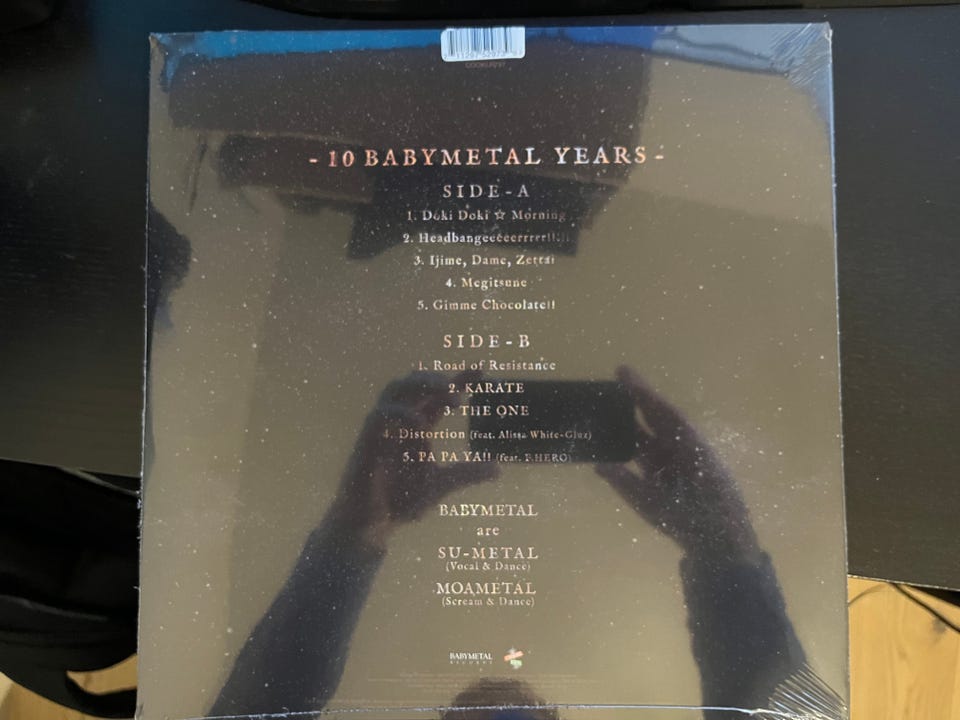 - 10 BABYMETAL YEARS -
SIDE-A
1. Doki Doki ☆ Morning
2. Headbangeeeeerrrrr!!!!!
3. Ijime, Dame, Zettai
4. Megitsune
5. Gimme Chocolate!!
SIDE-B
1. Road of Resistance
2. KARATE
3. THE ONE
4. Distortion (feat. Alissa White-Gluz)
5. PA PA YA!! (feat. F.HERO)
BABYMETAL
are
SU-METAL
(Vocal & Dance)
MOAMETAL
(Scream & Dance)
BABYMETAL
RECORDS